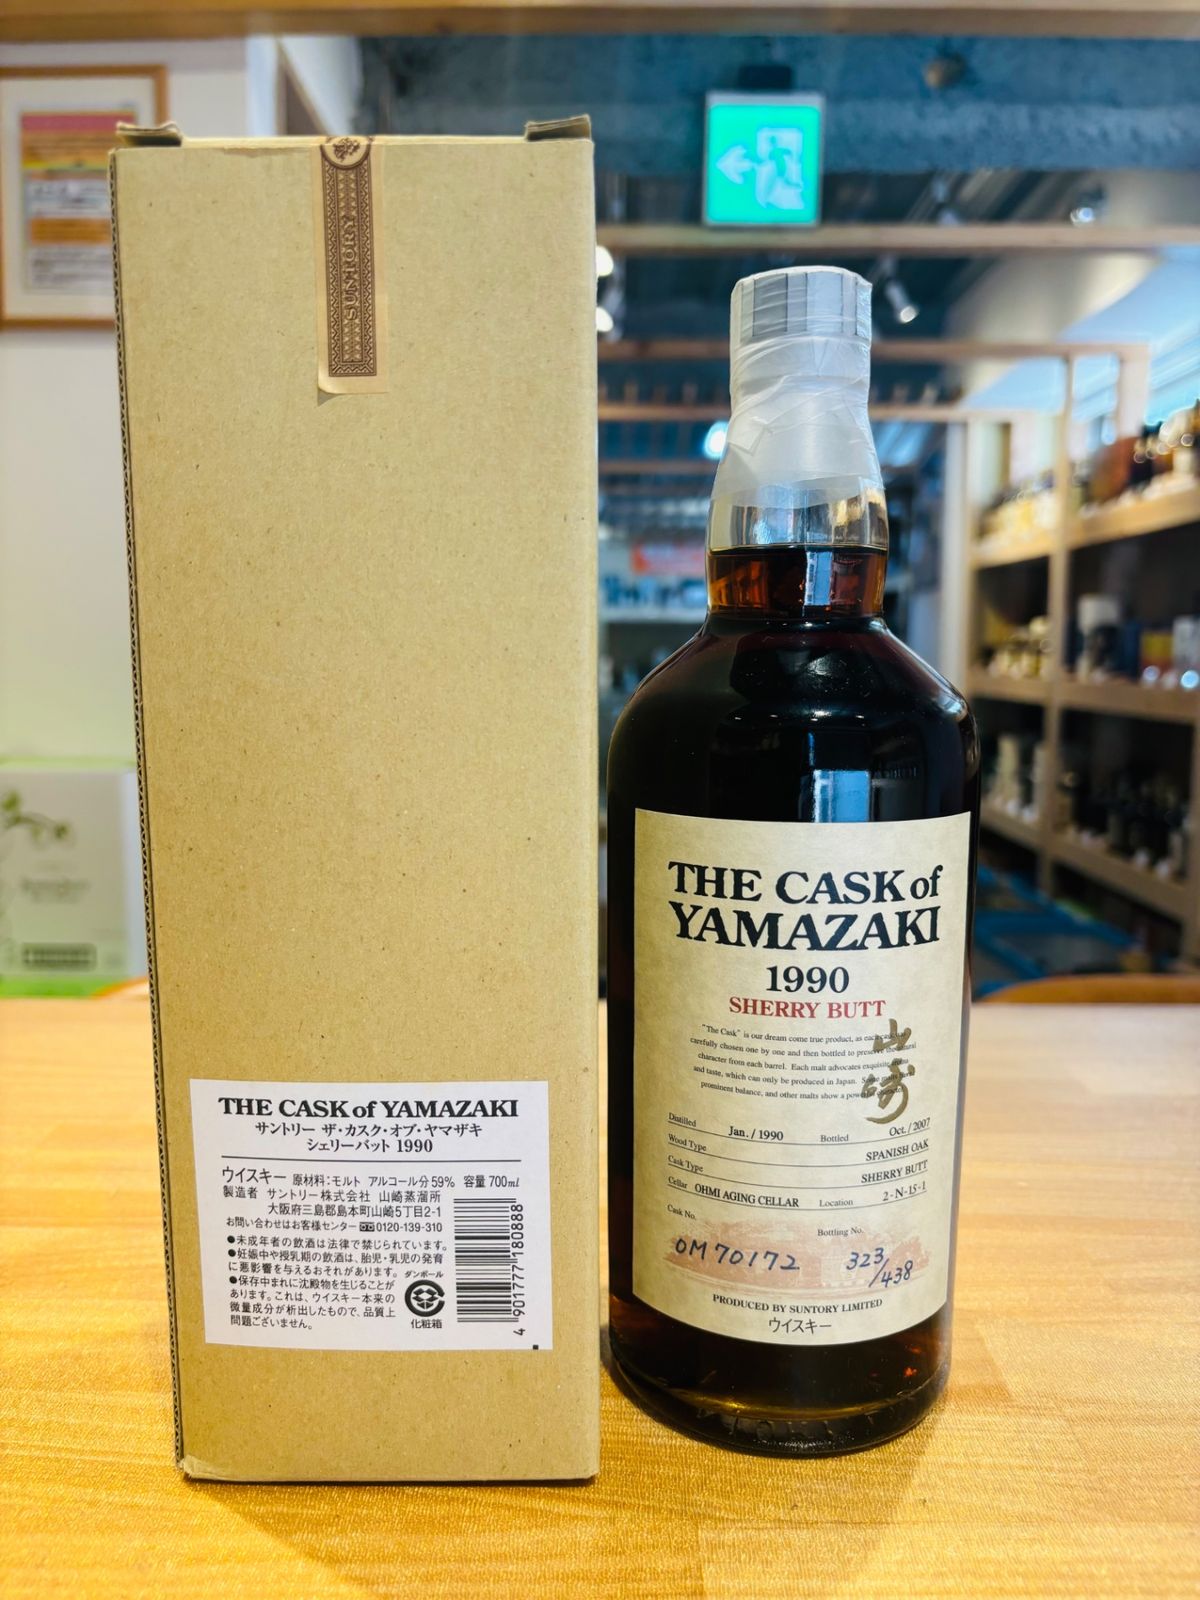 SUNTORY
THE CASK of YAMAZAKI
サントリー ザ・カスク・オブ・ヤマザキ
シェリーバット 1990
ウイスキー 原材料：モルト アルコール分59% 容量700ml
製造者 サントリー株式会社 山崎蒸溜所
大阪府三島郡島本町山崎5丁目2-1
お問い合わせはお客様センター 0120-139-310
●未成年者の飲酒は法律で禁じられています。
●妊娠中や授乳期の飲酒は、胎児・乳児の発育
に悪影響を与えるおそれがあります。
●保存中まれに沈殿物を生じることが
あります。これは、ウイスキー本来の
微量成分が析出したもので、品質上
問題ございません。
ダンボール
化粧箱
4 901777 180888
THE CASK of
YAMAZAKI
1990
SHERRY BUTT
山崎
"The Cask" is our dream come true product, as each cask is
carefully chosen one by one and then bottled to preserve the natural
character from each barrel. Each malt advocates exquisite aroma
and taste, which can only be produced in Japan. Some malts have
prominent balance, and other malts show a powerful
Distilled Jan. / 1990 Bottled Oct. / 2007
Wood Type SPANISH OAK
Cask Type SHERRY BUTT
Cellar OHMI AGING CELLAR Location 2-N-15-1
Cask No. Bottling No.
OM70172 323/438
PRODUCED BY SUNTORY LIMITED
ウイスキー